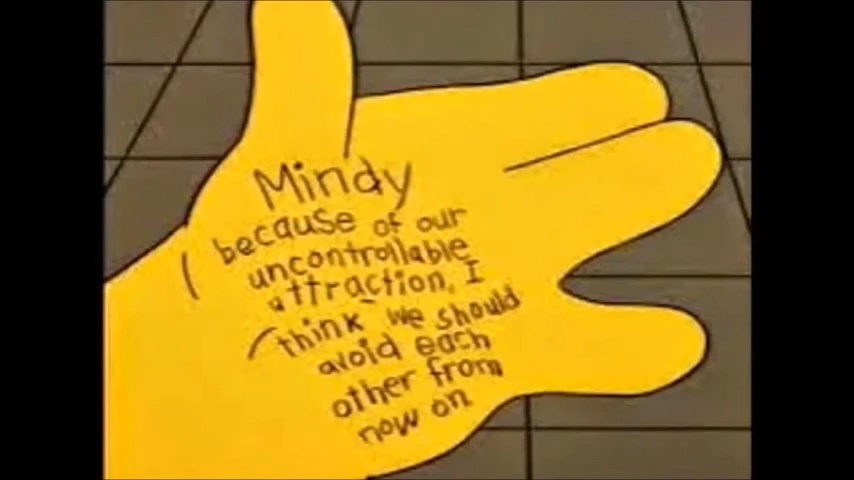 Mindy
because of our
uncontrollable
attraction, I
think we should
avoid each
other from
now on